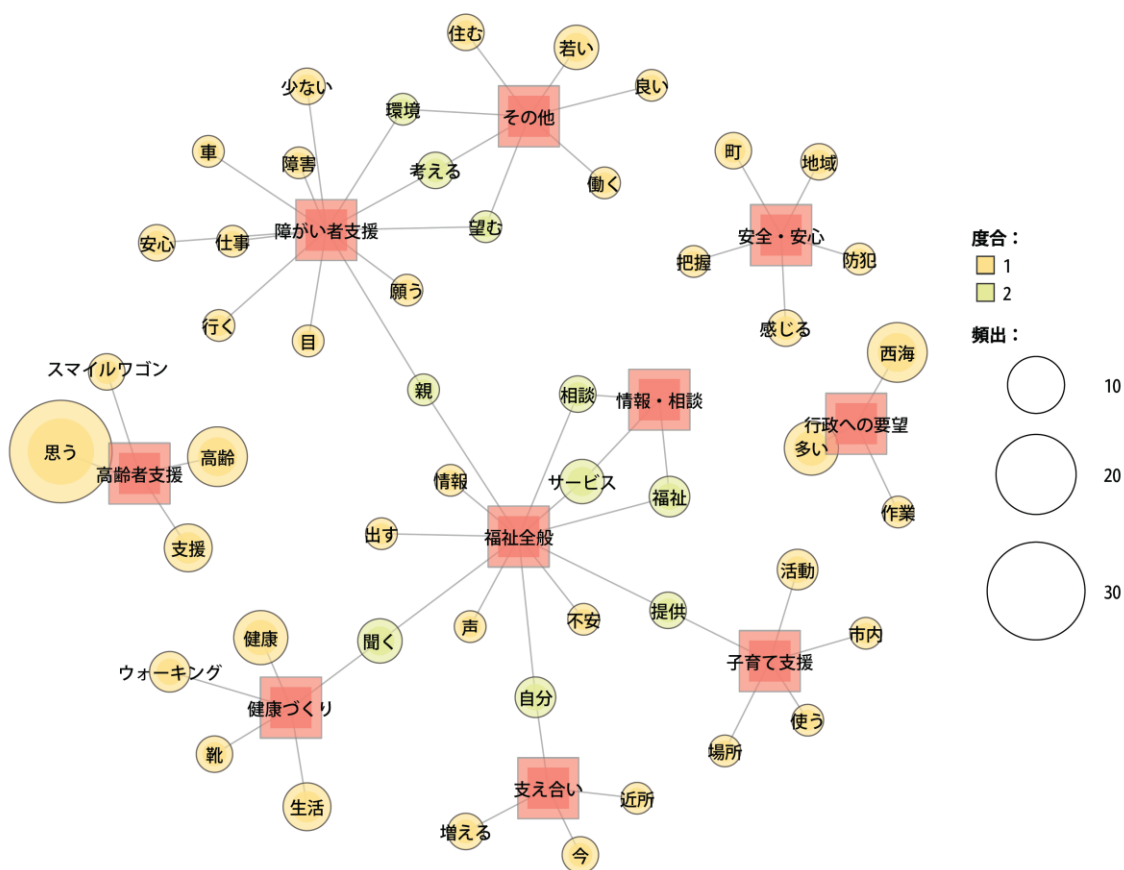 住む
若い
少ない
良い
環境
その他
車
障害
考える
働く
町
地域
障がい者支援
望む
安心
仕事
安全・安心
把握
防犯
願う
行く
目
感じる
度合：
1
2
頻出：
10
20
30
西海
スマイルワゴン
親
相談
情報・相談
行政への要望
多い
思う
高齢
高齢者支援
情報
サービス
福祉
作業
出す
福祉全般
支援
活動
提供
不安
声
市内
健康
聞く
子育て支援
ウォーキング
自分
健康づくり
使う
靴
場所
支え合い
近所
生活
増える
今